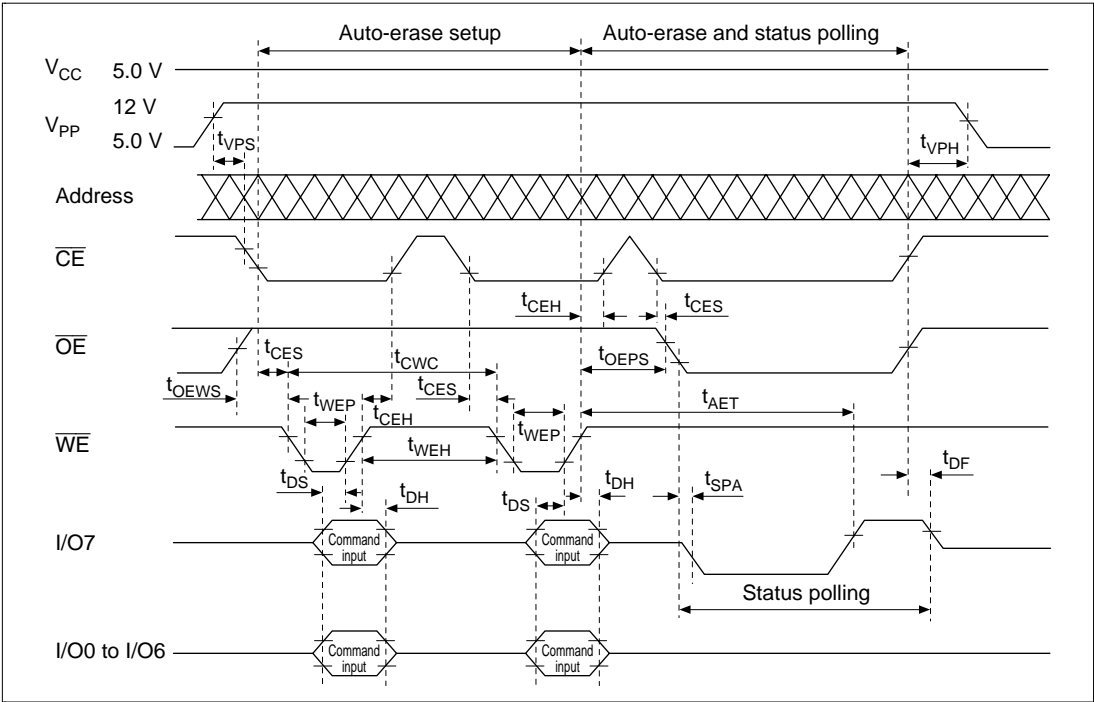 Auto-erase setup Auto-erase and status polling
VCC 5.0 V
12 V
VPP
5.0 V
tVPS
tVPH
Address
CE
tCEH
tCES
OE
tCES
tCWC
tOEPS
tOEWS
tWEP
tCES
tAET
tCEH
WE
tWEP
tWEH
tDF
tDS
tDH
tDS
tDH
tSPA
I/O7
Command
input
Command
input
Status polling
I/O0 to I/O6
Command
input
Command
input